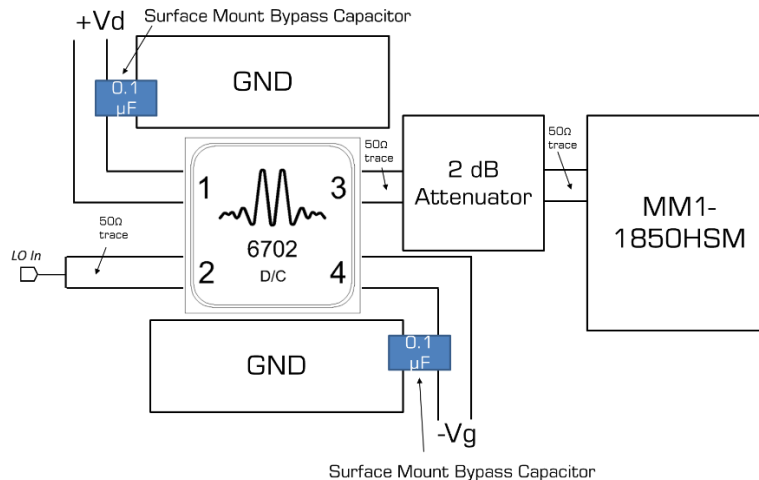 Surface Mount Bypass Capacitor
+Vd
GND
0.1
µF
50Ω
trace
50Ω
trace
2 dB
Attenuator
MM1-
1850HSM
1
3
6702
D/C
2
4
50Ω
trace
LO In
GND
0.1
µF
-Vg
Surface Mount Bypass Capacitor